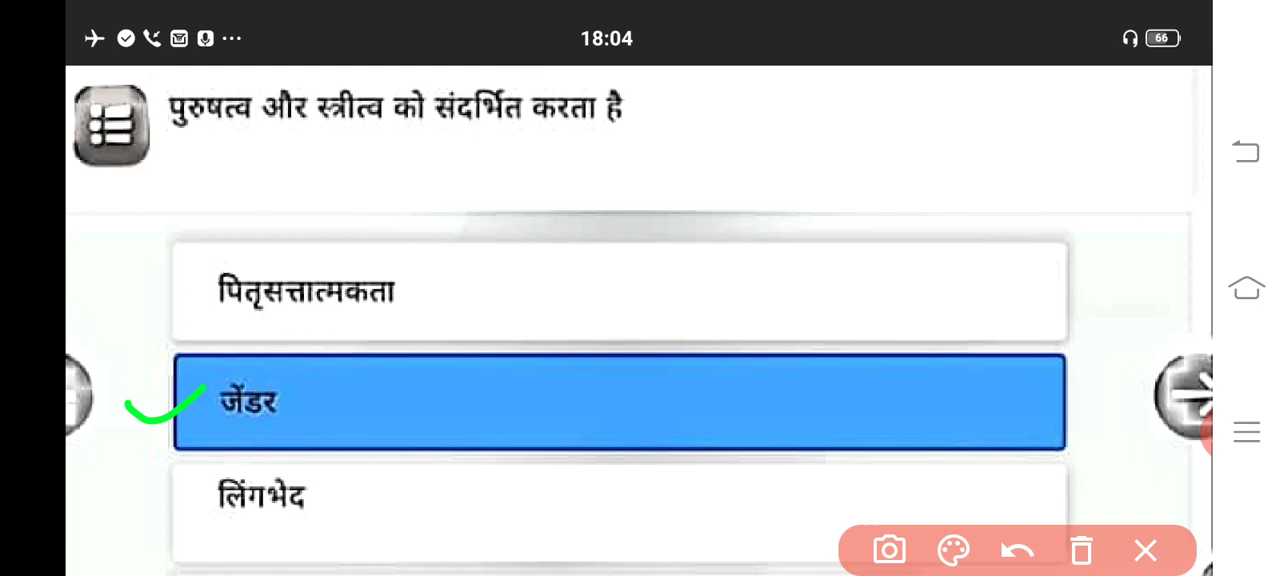 18:04
66
पुरुषत्व और स्त्रीत्व को संदर्भित करता है
पितृसत्तात्मकता
जेंडर
लिंगभेद